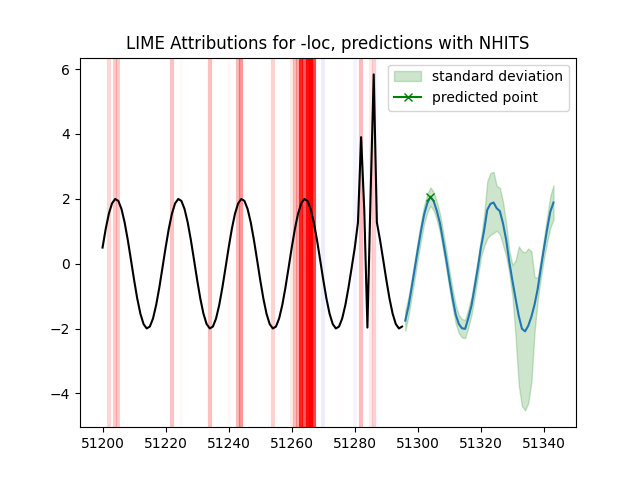 LIME Attributions for -loc, predictions with NHITS
standard deviation
predicted point
6
4
2
0
−2
−4
51200 51220 51240 51260 51280 51300 51320 51340